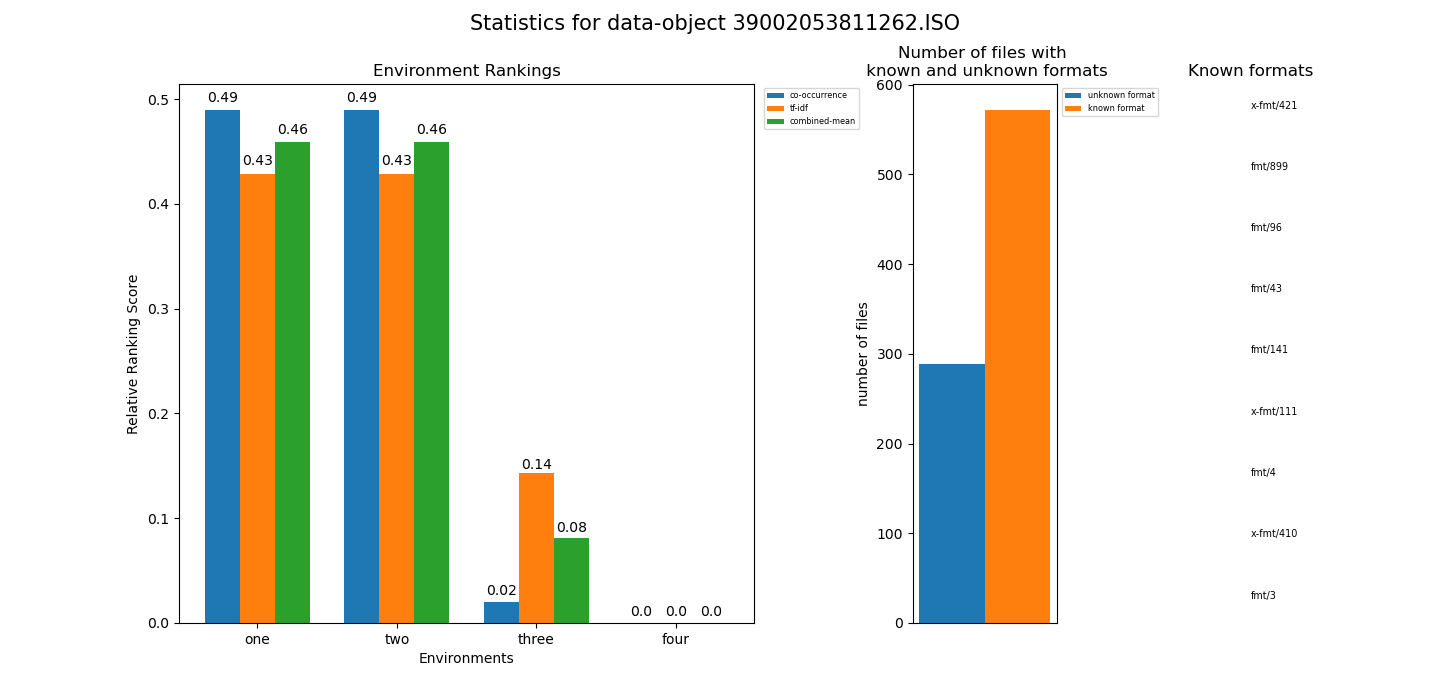 Statistics for data-object 39002053811262.ISO
Environment Rankings
0.5
0.4
0.3
0.2
0.1
0.0
Relative Ranking Score
0.49
0.43
0.46
0.49
0.43
0.46
0.02
0.14
0.08
0.0
0.0
0.0
one
two
three
four
Environments
co-occurrence
tf-idf
combined-mean
Number of files with
known and unknown formats
600
500
400
300
200
100
0
number of files
unknown format
known format
Known formats
x-fmt/421
fmt/899
fmt/96
fmt/43
fmt/141
x-fmt/111
fmt/4
x-fmt/410
fmt/3